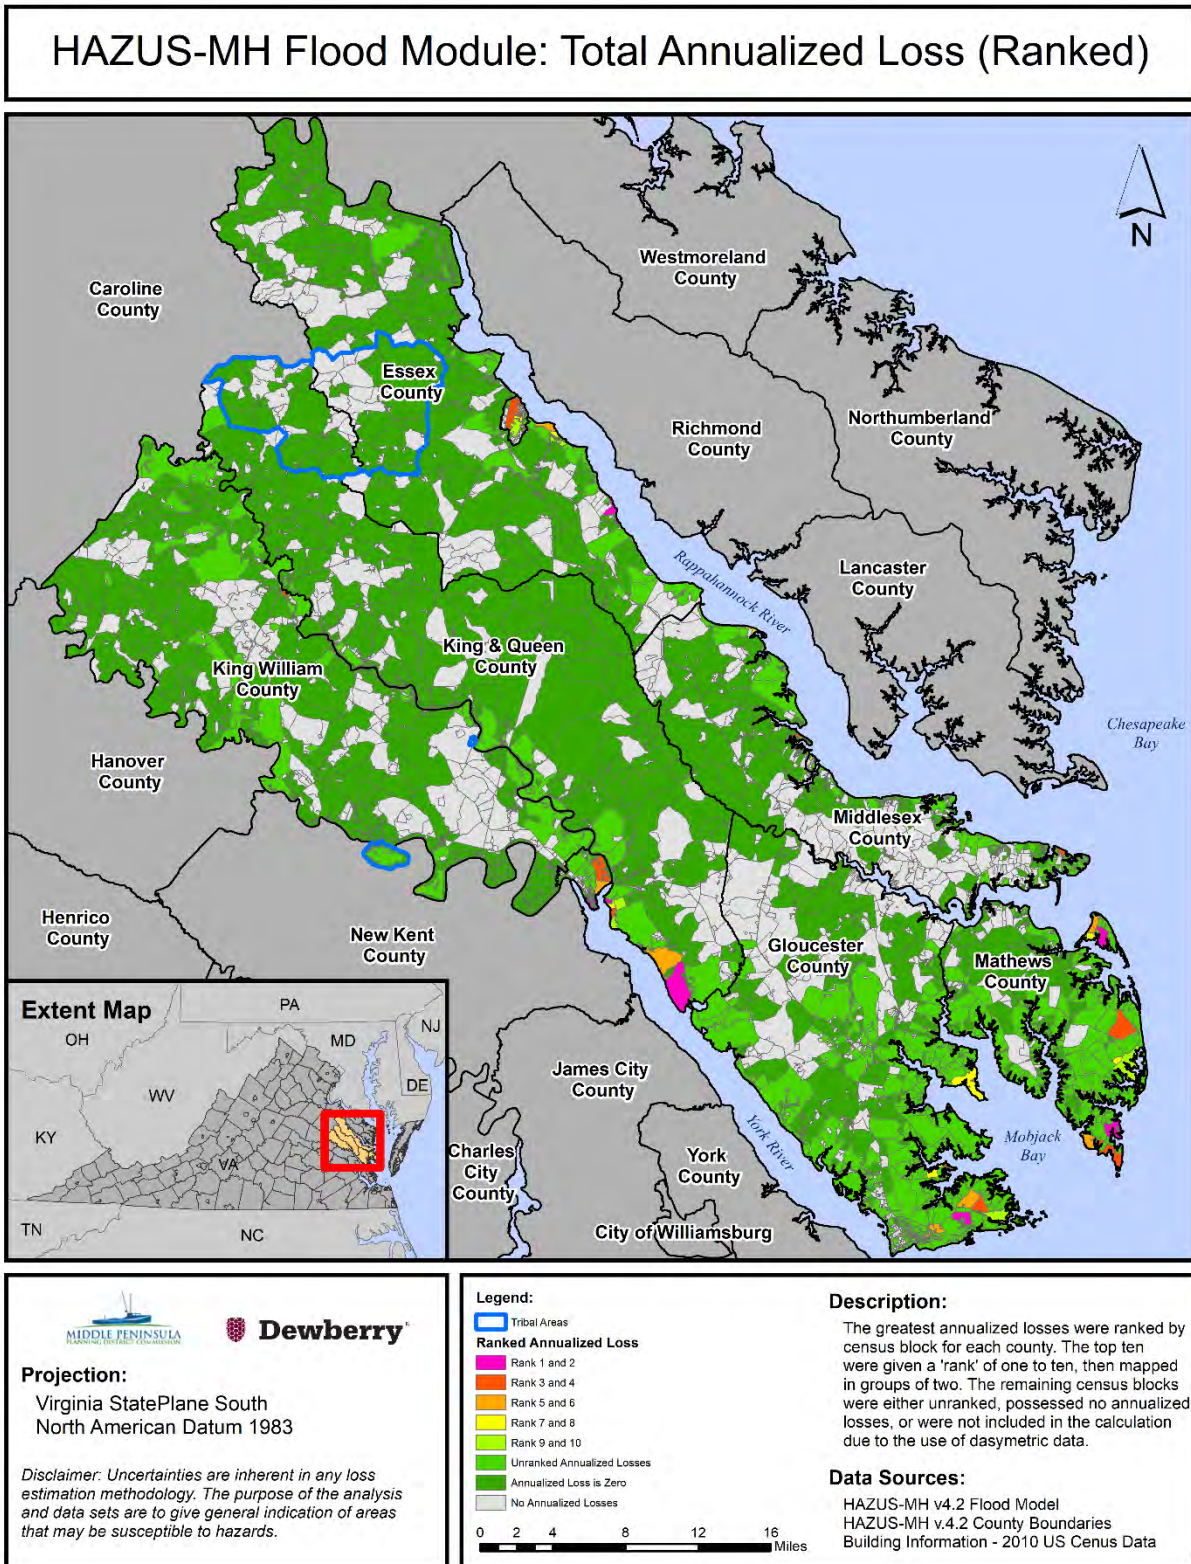 HAZUS-MH Flood Module: Total Annualized Loss (Ranked)
N
Westmoreland
County
Caroline
County
Essex
County
Northumberland
County
Richmond
County
Rappahannock River
Lancaster
County
King & Queen
County
King William
County
Chesapeake
Bay
Hanover
County
Middlesex
County
Henrico
County
New Kent
County
Gloucester
County
Mathews
County
James City
County
York River
Mobjack
Bay
Charles
City
County
York
County
City of Williamsburg
Extent Map
PA
OH
MD
NJ
DE
WV
KY
VA
TN
NC
MIDDLE PENINSULA
PLANNING DISTRICT COMMISSION
Dewberry
Projection:
Virginia StatePlane South
North American Datum 1983
Disclaimer: Uncertainties are inherent in any loss
estimation methodology. The purpose of the analysis
and data sets are to give general indication of areas
that may be susceptible to hazards.
Legend:
Tribal Areas
Ranked Annualized Loss
Rank 1 and 2
Rank 3 and 4
Rank 5 and 6
Rank 7 and 8
Rank 9 and 10
Unranked Annualized Losses
Annualized Loss is Zero
No Annualized Losses
0 2 4 8 12 16
Miles
Description:
The greatest annualized losses were ranked by
census block for each county. The top ten
were given a 'rank' of one to ten, then mapped
in groups of two. The remaining census blocks
were either unranked, possessed no annualized
losses, or were not included in the calculation
due to the use of dasymetric data.
Data Sources:
HAZUS-MH v4.2 Flood Model
HAZUS-MH v.4.2 County Boundaries
Building Information - 2010 US Cenus Data